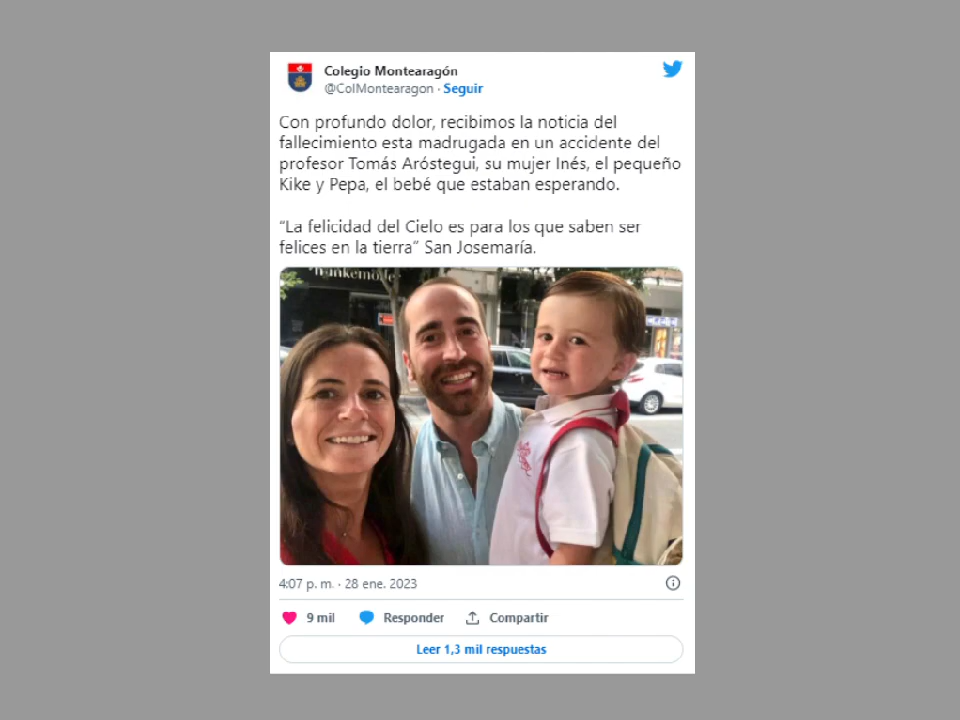 Colegio Montearagón
@ColMontearagon · Seguir
Con profundo dolor, recibimos la noticia del
fallecimiento esta madrugada en un accidente del
profesor Tomás Aróstegui, su mujer Inés, el pequeño
Kike y Pepa, el bebé que estaban esperando.
“La felicidad del Cielo es para los que saben ser
felices en la tierra” San Josemaría.
4:07 p. m. · 28 ene. 2023
9 mil Responder Compartir
Leer 1,3 mil respuestas